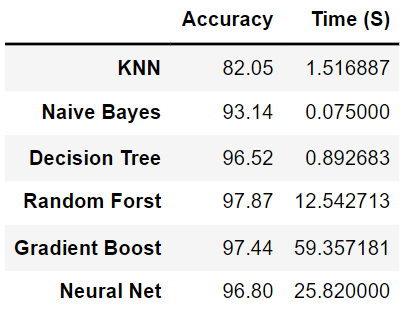 Accuracy Time (S)
KNN 82.05 1.516887
Naive Bayes 93.14 0.075000
Decision Tree 96.52 0.892683
Random Forst 97.87 12.542713
Gradient Boost 97.44 59.357181
Neural Net 96.80 25.820000